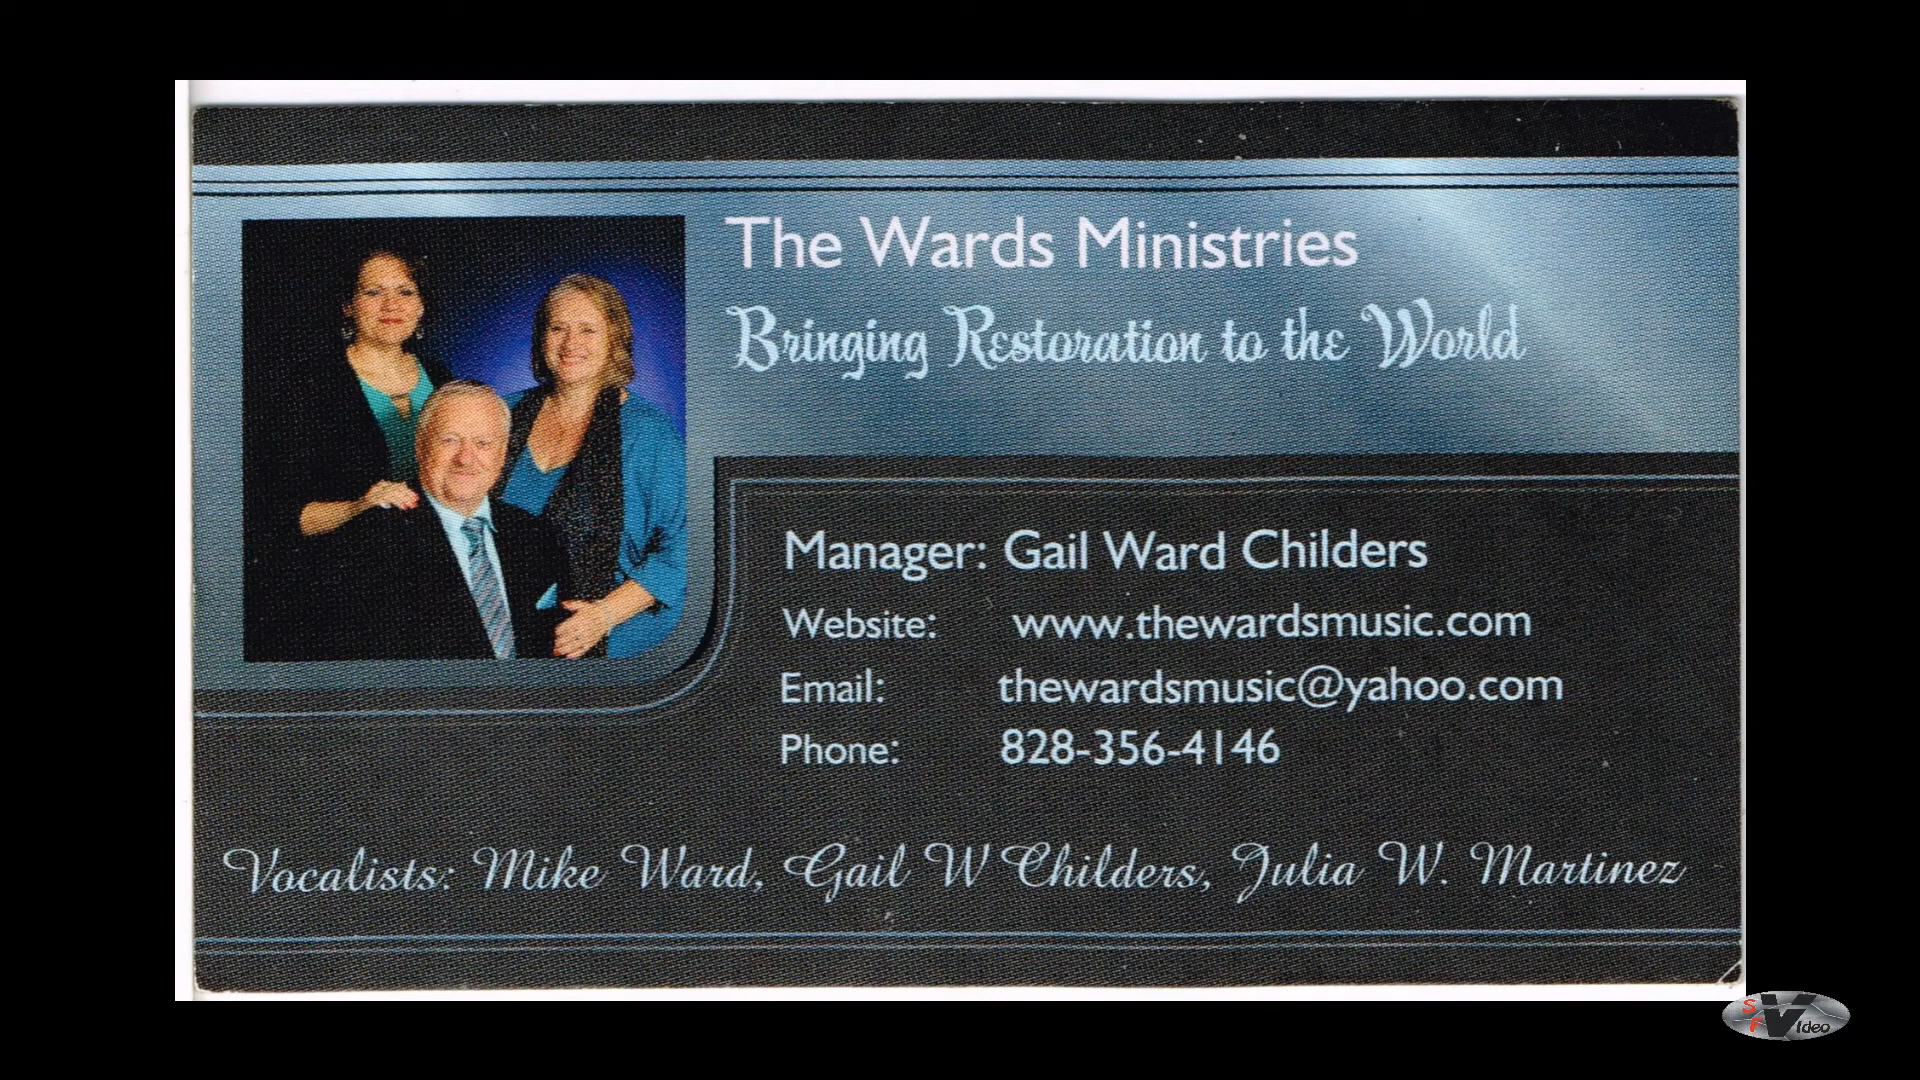 The Wards Ministries
Bringing Restoration to the World
Manager: Gail Ward Childers
Website: www.thewardsmusic.com
Email: thewardsmusic@yahoo.com
Phone: 828-356-4146
Vocalists: Mike Ward, Gail W Childers, Julia W. Martinez
SFVideo